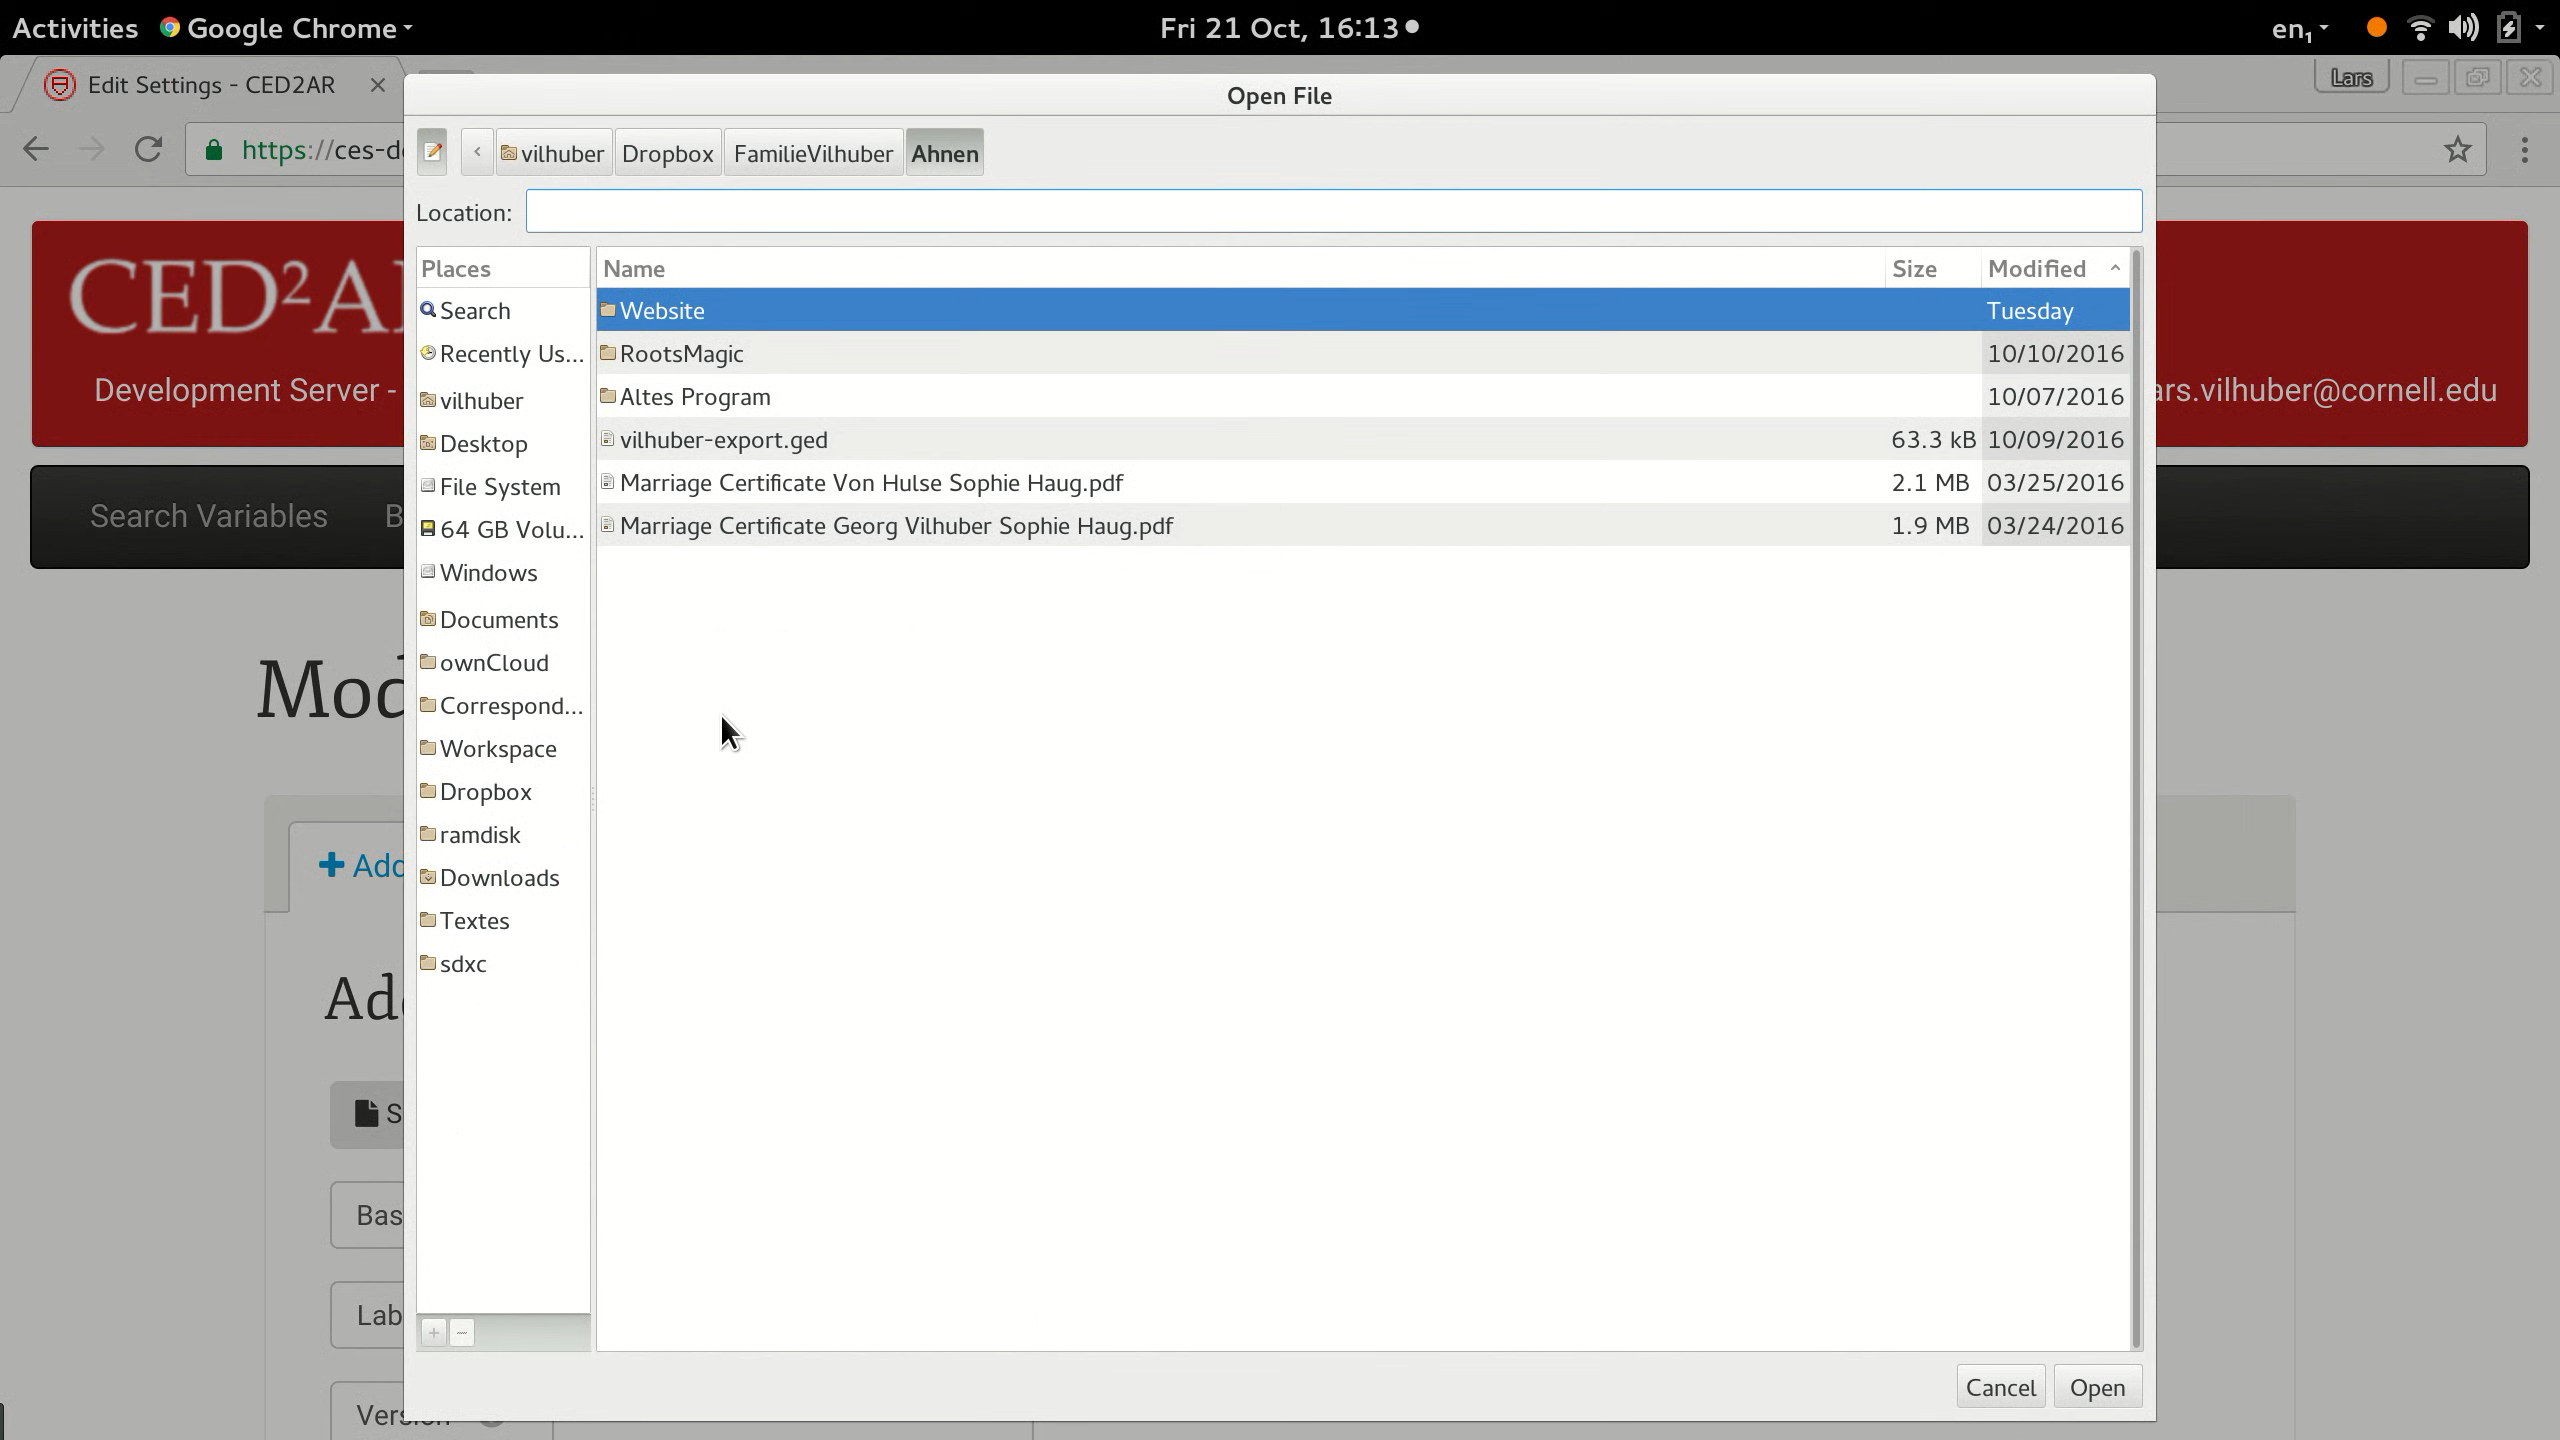 Activities Google Chrome Fri 21 Oct, 16:13 en₁
Edit Settings - CED2AR Lars
Open File
https://ces-d
vilhuber Dropbox FamilieVilhuber Ahnen
Location:
CED²A
Development Server - ars.vilhuber@cornell.edu
Search Variables B
Places
Search
Recently Us...
vilhuber
Desktop
File System
64 GB Volu...
Windows
Documents
ownCloud
Correspond...
Workspace
Dropbox
ramdisk
Downloads
Textes
sdxc
Name Size Modified
Website Tuesday
RootsMagic 10/10/2016
Altes Program 10/07/2016
vilhuber-export.ged 63.3 kB 10/09/2016
Marriage Certificate Von Hulse Sophie Haug.pdf 2.1 MB 03/25/2016
Marriage Certificate Georg Vilhuber Sophie Haug.pdf 1.9 MB 03/24/2016
Mod
Add
Add
S
Bas
Lab
Version
Cancel Open